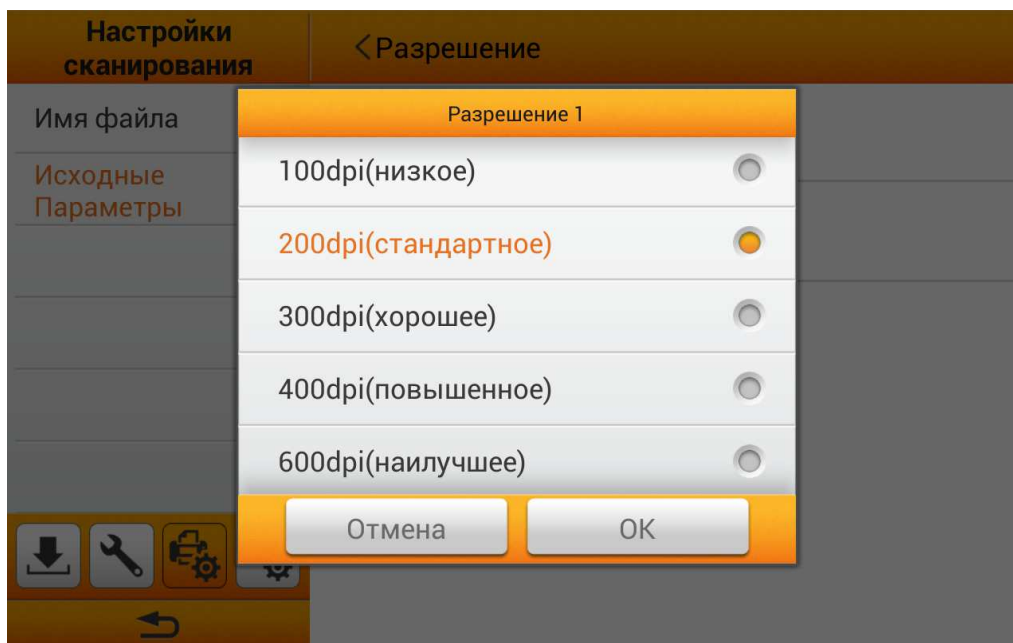 Настройки
сканирования
<Разрешение
Имя файла
Исходные
Параметры
Разрешение 1
100dpi(низкое)
200dpi(стандартное)
300dpi(хорошее)
400dpi(повышенное)
600dpi(наилучшее)
Отмена
OK